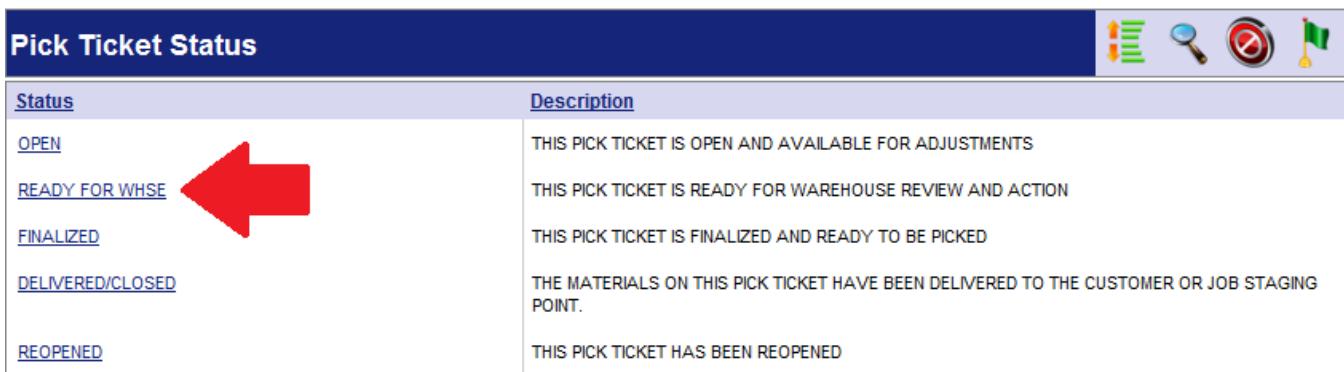 Pick Ticket Status
Status Description
OPEN THIS PICK TICKET IS OPEN AND AVAILABLE FOR ADJUSTMENTS
READY FOR WHSE THIS PICK TICKET IS READY FOR WAREHOUSE REVIEW AND ACTION
FINALIZED THIS PICK TICKET IS FINALIZED AND READY TO BE PICKED
DELIVERED/CLOSED THE MATERIALS ON THIS PICK TICKET HAVE BEEN DELIVERED TO THE CUSTOMER OR JOB STAGING
POINT.
REOPENED THIS PICK TICKET HAS BEEN REOPENED